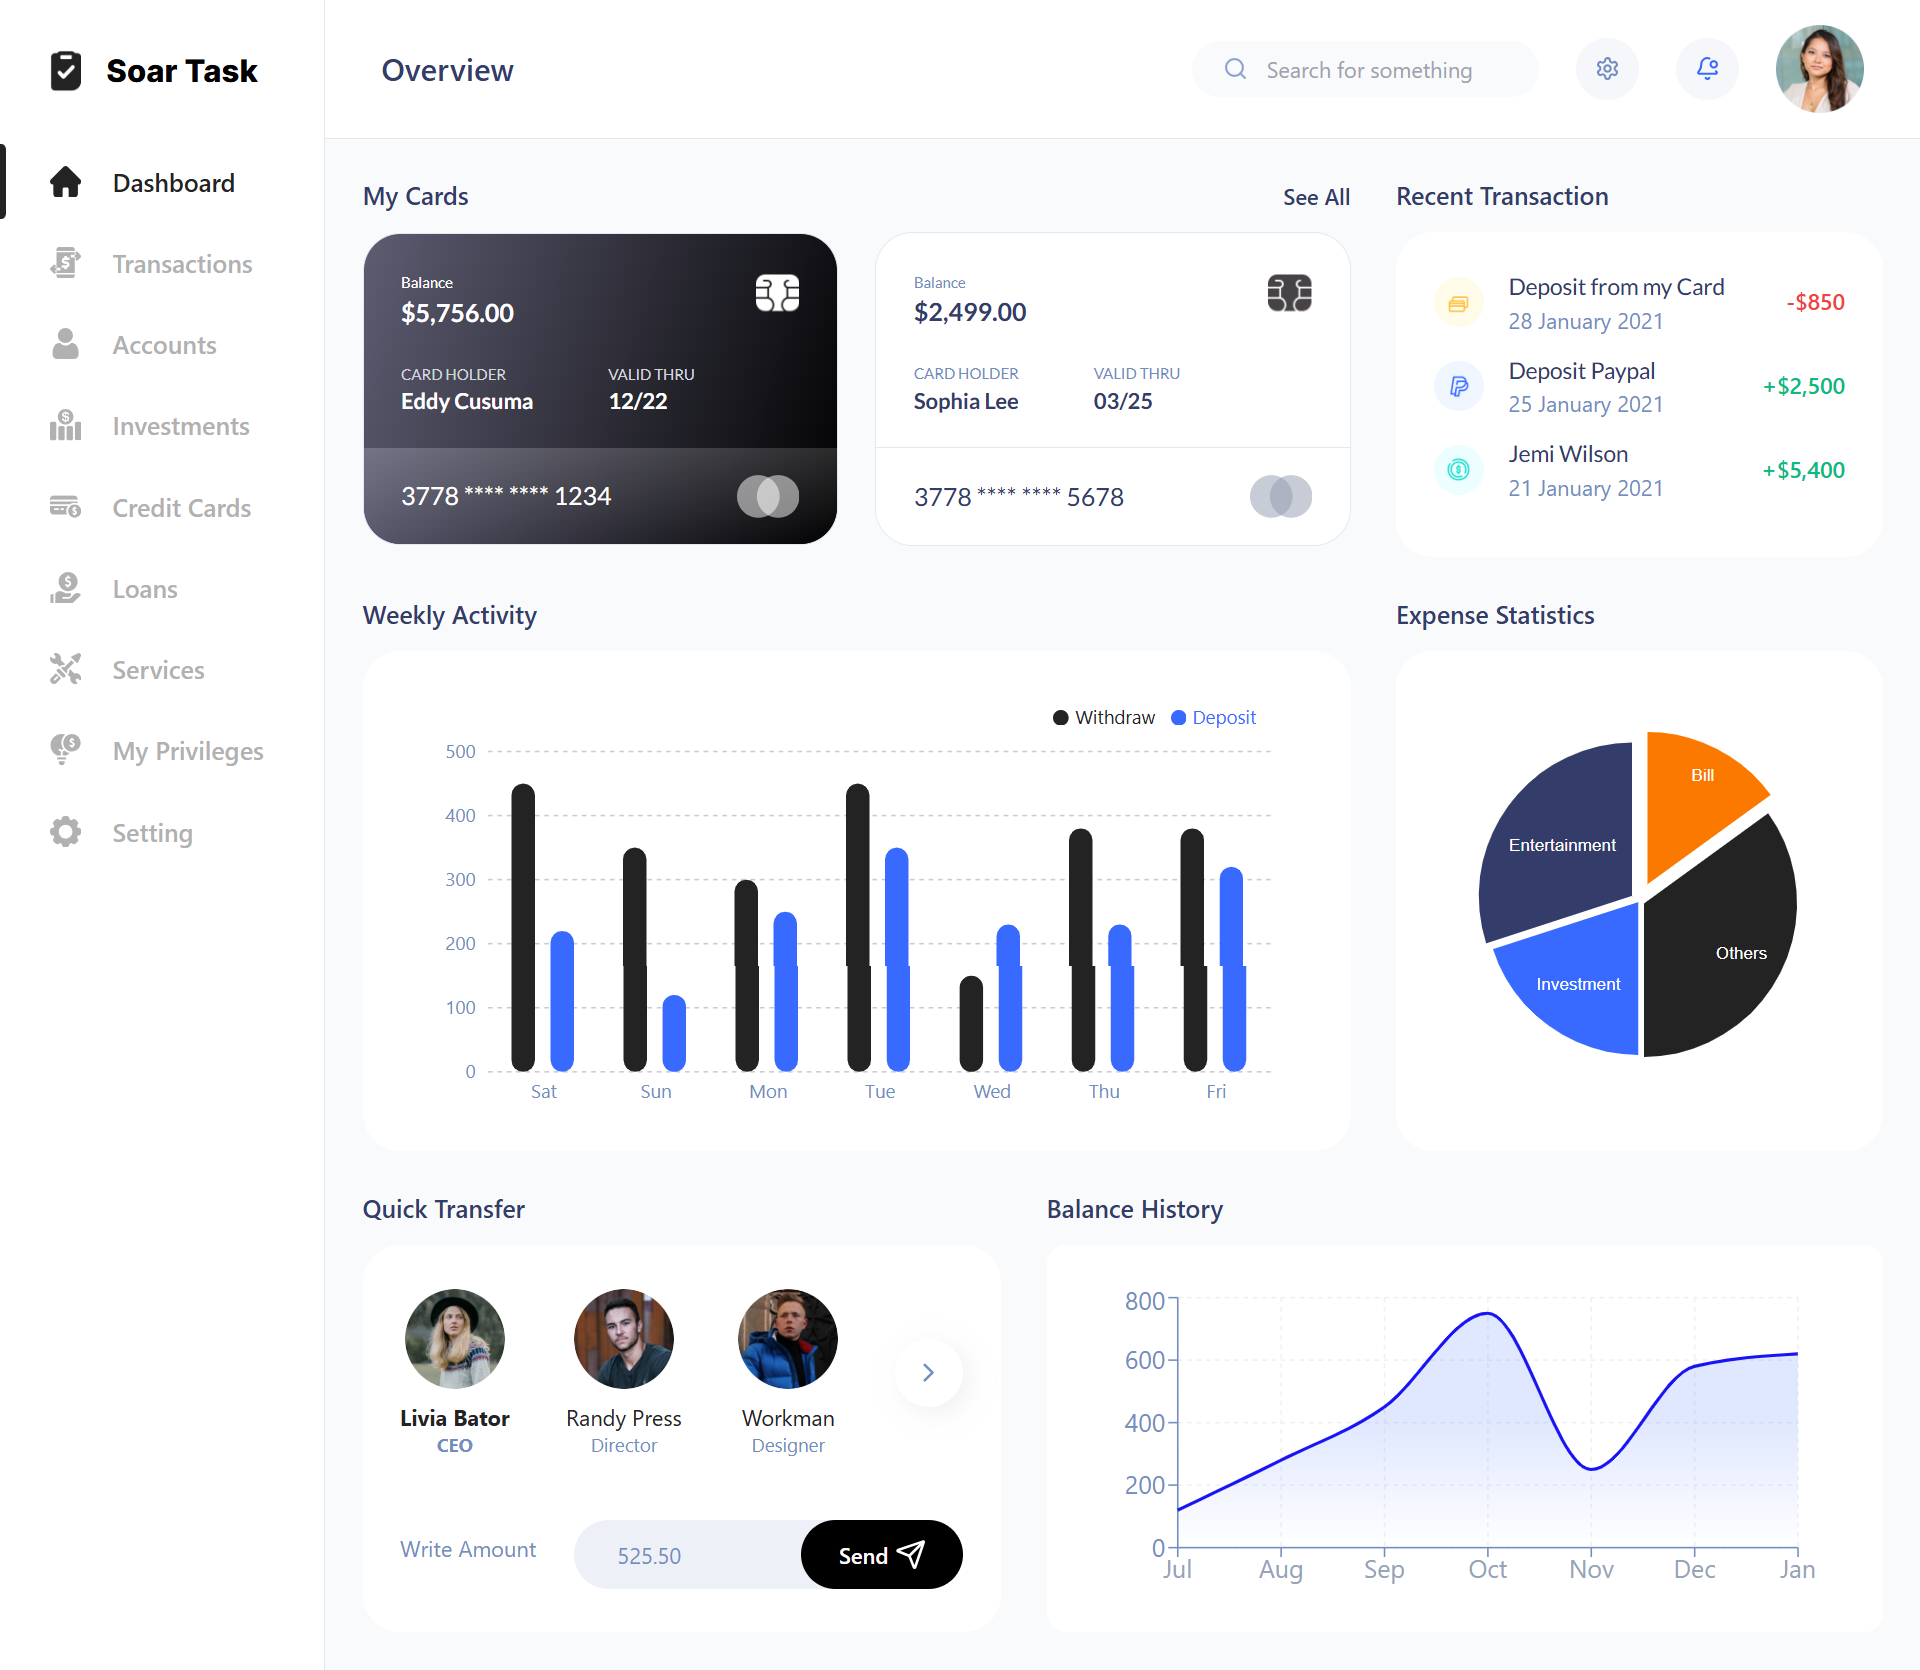 Soar Task
Overview
Search for something
Dashboard
Transactions
Accounts
Investments
Credit Cards
Loans
Services
My Privileges
Setting
My Cards
See All
Balance
$5,756.00
CARD HOLDER
VALID THRU
Eddy Cusuma
12/22
3778 **** **** 1234
Balance
$2,499.00
CARD HOLDER
VALID THRU
Sophia Lee
03/25
3778 **** **** 5678
Recent Transaction
Deposit from my Card
28 January 2021
-$850
Deposit Paypal
25 January 2021
+$2,500
Jemi Wilson
21 January 2021
+$5,400
Weekly Activity
Withdraw
Deposit
500
400
300
200
100
0
Sat
Sun
Mon
Tue
Wed
Thu
Fri
Expense Statistics
Bill
Entertainment
Others
Investment
Quick Transfer
Livia Bator
CEO
Randy Press
Director
Workman
Designer
Write Amount
525.50
Send
Balance History
800
600
400
200
0
Jul
Aug
Sep
Oct
Nov
Dec
Jan